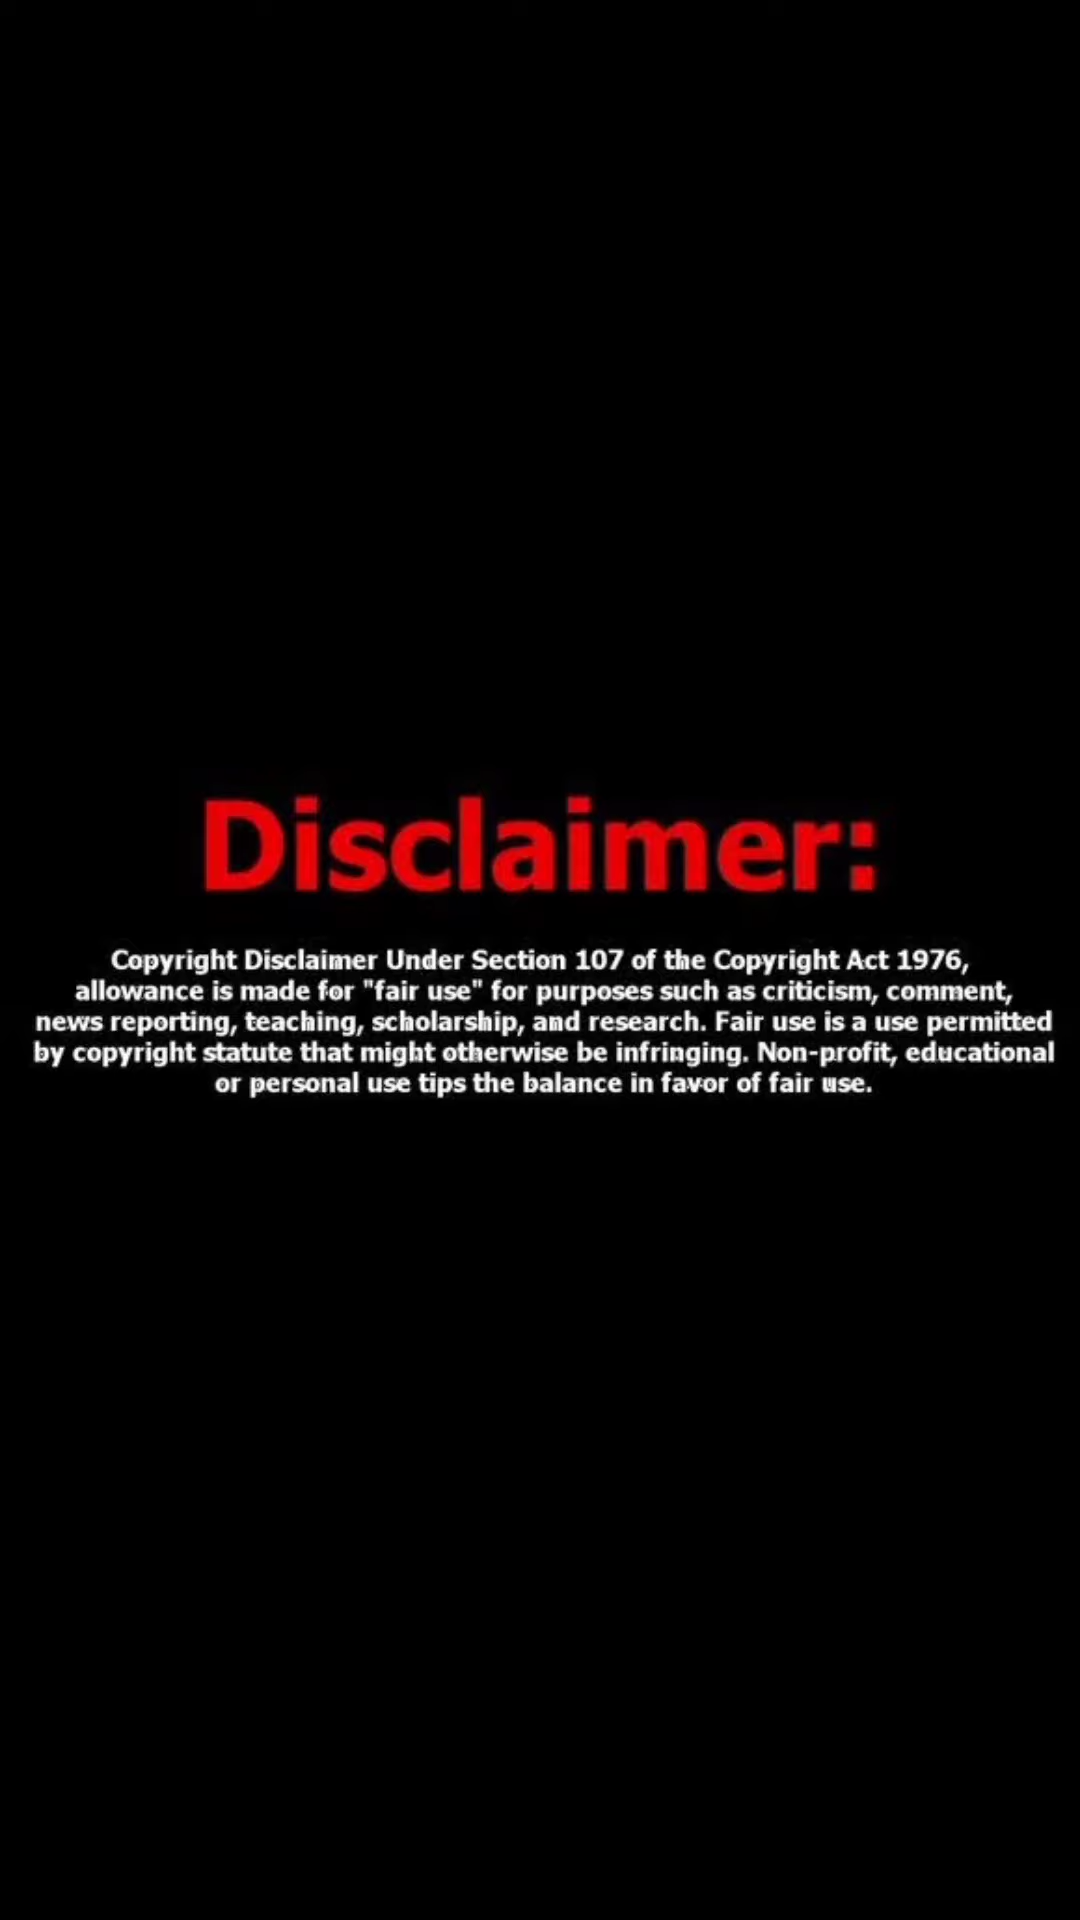 Disclaimer:
Copyright Disclaimer Under Section 107 of the Copyright Act 1976,
allowance is made for "fair use" for purposes such as criticism, comment,
news reporting, teaching, scholarship, and research. Fair use is a use permitted
by copyright statute that might otherwise be infringing. Non-profit, educational
or personal use tips the balance in favor of fair use.